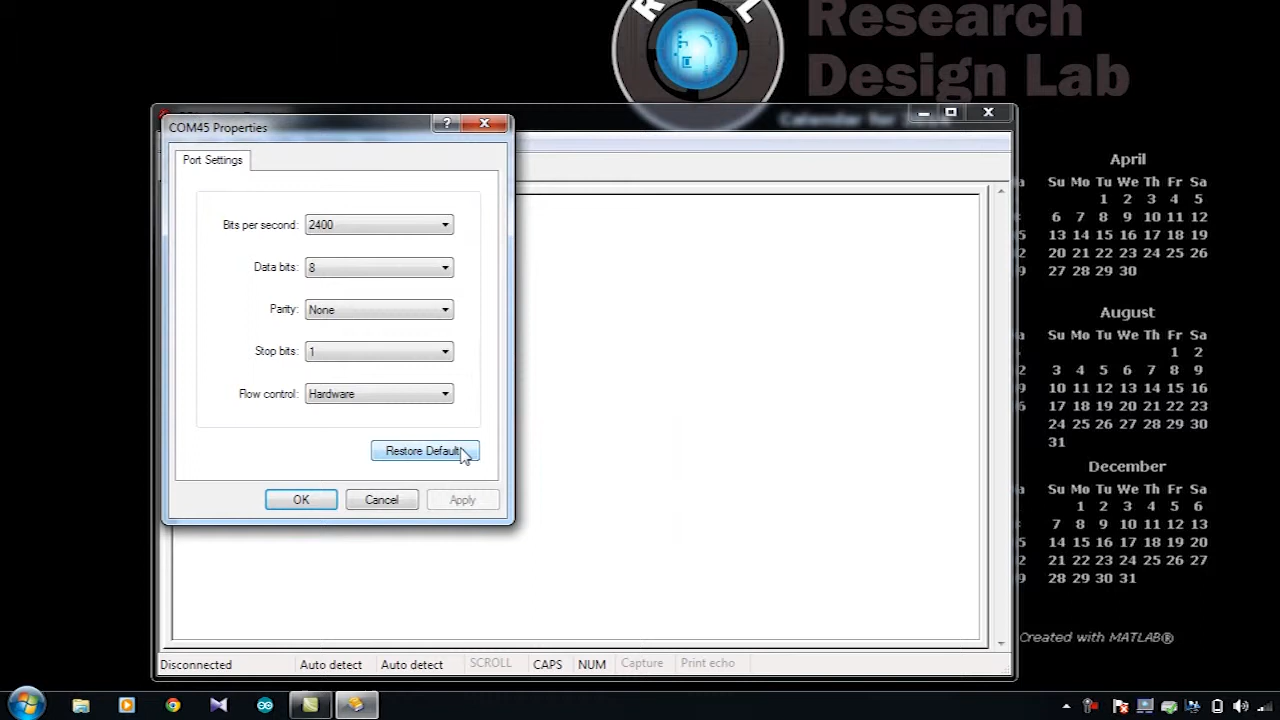 R L
Research
Design Lab
Calendar for
COM45 Properties
Port Settings
Bits per second: 2400
Data bits: 8
Parity: None
Stop bits: 1
Flow control: Hardware
Restore Default
OK Cancel Apply
Disconnected Auto detect Auto detect SCROLL CAPS NUM Capture Print echo
April
Su Mo Tu We Th Fr Sa
1 2 3 4 5
6 7 8 9 10 11 12
13 14 15 16 17 18 19
20 21 22 23 24 25 26
27 28 29 30
August
Su Mo Tu We Th Fr Sa
1 2
3 4 5 6 7 8 9
10 11 12 13 14 15 16
17 18 19 20 21 22 23
24 25 26 27 28 29 30
31
December
Su Mo Tu We Th Fr Sa
1 2 3 4 5 6
7 8 9 10 11 12 13
14 15 16 17 18 19 20
21 22 23 24 25 26 27
28 29 30 31
Created with MATLAB®